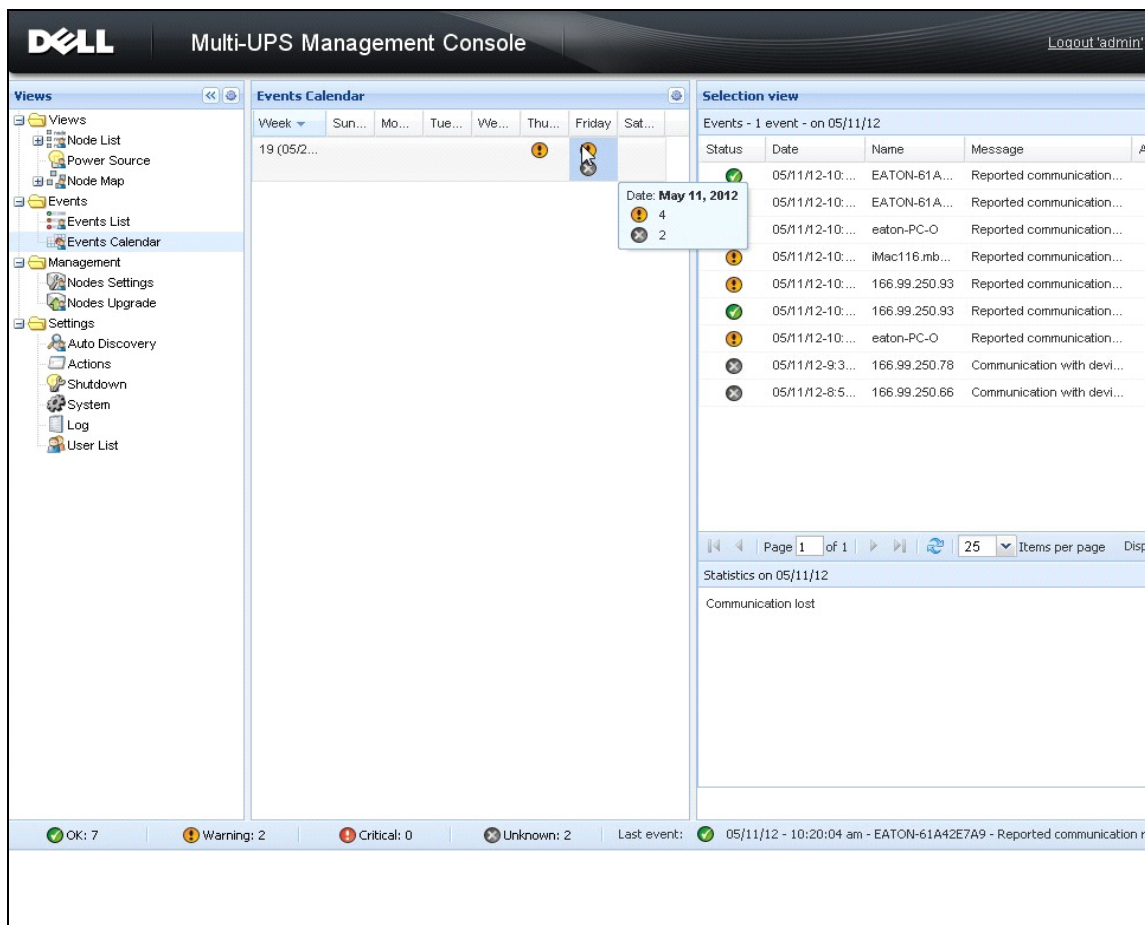 DELL Multi-UPS Management Console Logout 'admin'
Views
Events Calendar
Selection view
Views
Node List
Power Source
Node Map
Events
Events List
Events Calendar
Management
Nodes Settings
Nodes Upgrade
Settings
Auto Discovery
Actions
Shutdown
System
Log
User List
Week Sun... Mo... Tue... We... Thu... Friday Sat...
19 (05/2...
Date: May 11, 2012
4
2
Events - 1 event - on 05/11/12
Status Date Name Message A
05/11/12-10:... EATON-61A... Reported communication...
05/11/12-10:... EATON-61A... Reported communication...
05/11/12-10:... eaton-PC-O Reported communication...
05/11/12-10:... iMac116.mb... Reported communication...
05/11/12-10:... 166.99.250.93 Reported communication...
05/11/12-10:... 166.99.250.93 Reported communication...
05/11/12-10:... eaton-PC-O Reported communication...
05/11/12-9:3... 166.99.250.78 Communication with devi...
05/11/12-8:5... 166.99.250.66 Communication with devi...
Page 1 of 1 25 Items per page Disp
Statistics on 05/11/12
Communication lost
OK: 7 Warning: 2 Critical: 0 Unknown: 2 Last event: 05/11/12 - 10:20:04 am - EATON-61A42E7A9 - Reported communication r